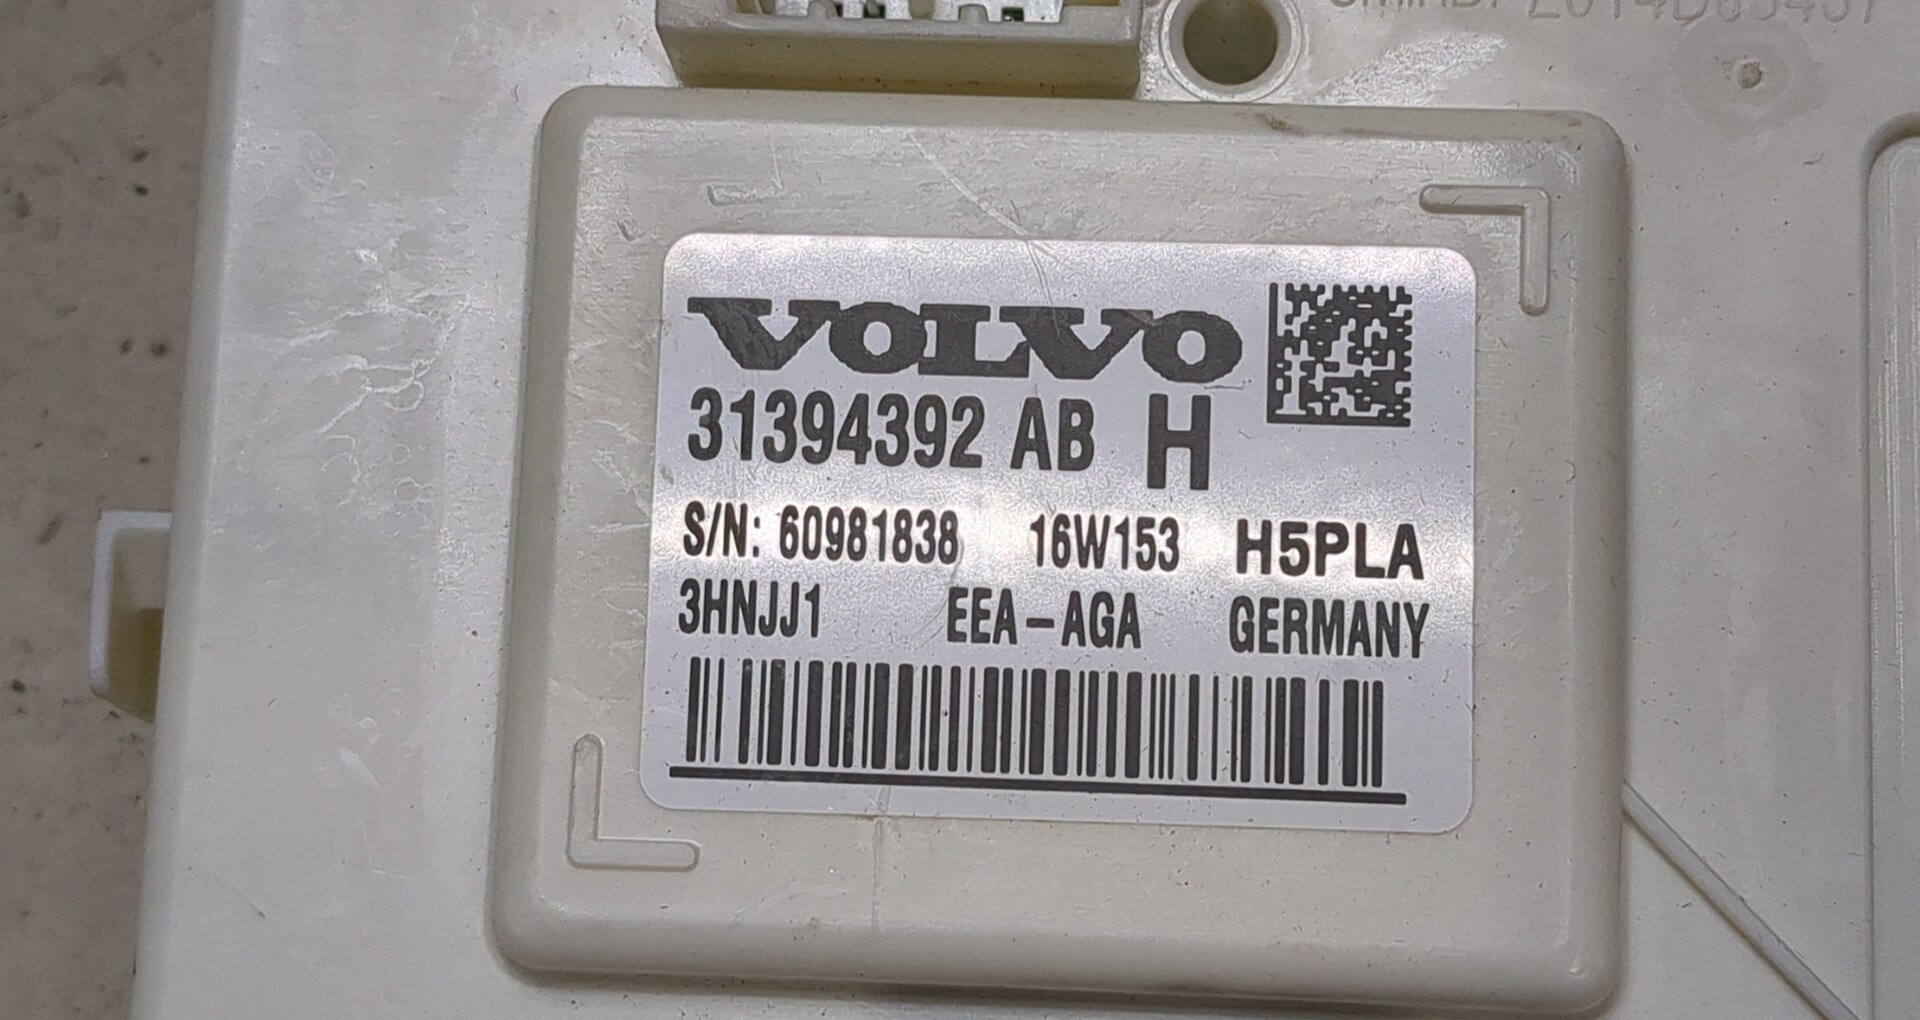 VOLVO
31394392 AB H
S/N: 60981838 16W153 H5PLA
3HNJJ1 EEA-AGA GERMANY